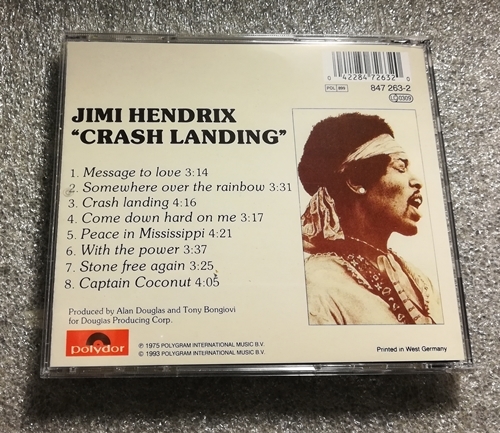 0 42284 72632 0
POL 899
847 263-2
LC 0309
JIMI HENDRIX
"CRASH LANDING"
1. Message to love 3:14
2. Somewhere over the rainbow 3:31
3. Crash landing 4:16
4. Come down hard on me 3:17
5. Peace in Mississippi 4:21
6. With the power 3:37
7. Stone free again 3:25
8. Captain Coconut 4:05
Produced by Alan Douglas and Tony Bongiovi
for Douglas Producing Corp.
polydor
℗ 1975 POLYGRAM INTERNATIONAL MUSIC B.V.
© 1993 POLYGRAM INTERNATIONAL MUSIC B.V.
Printed in West Germany